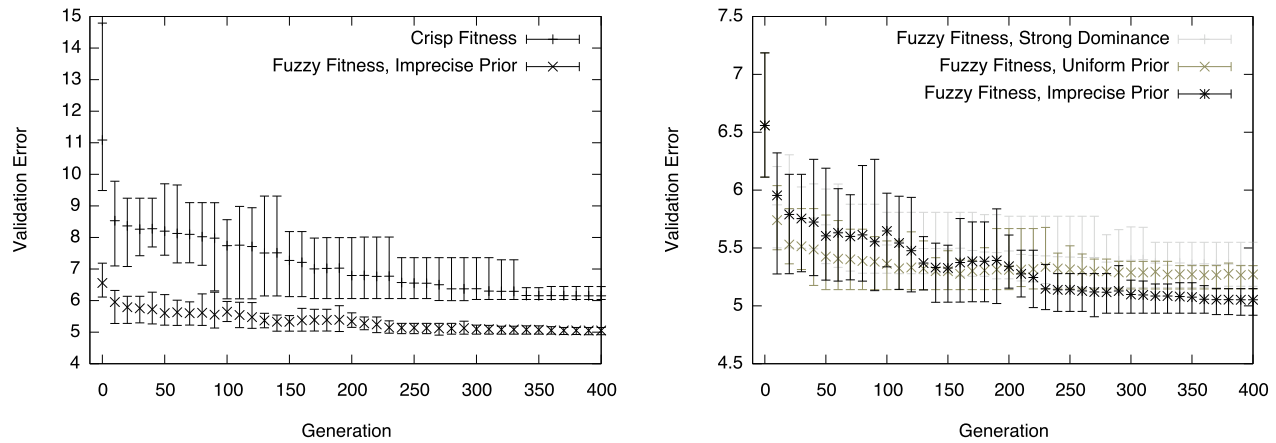 15
14
13
12
11
10
9
8
7
6
5
4
Validation Error
0 50 100 150 200 250 300 350 400
Generation
Crisp Fitness
Fuzzy Fitness, Imprecise Prior
7.5
7
6.5
6
5.5
5
4.5
Validation Error
0 50 100 150 200 250 300 350 400
Generation
Fuzzy Fitness, Strong Dominance
Fuzzy Fitness, Uniform Prior
Fuzzy Fitness, Imprecise Prior